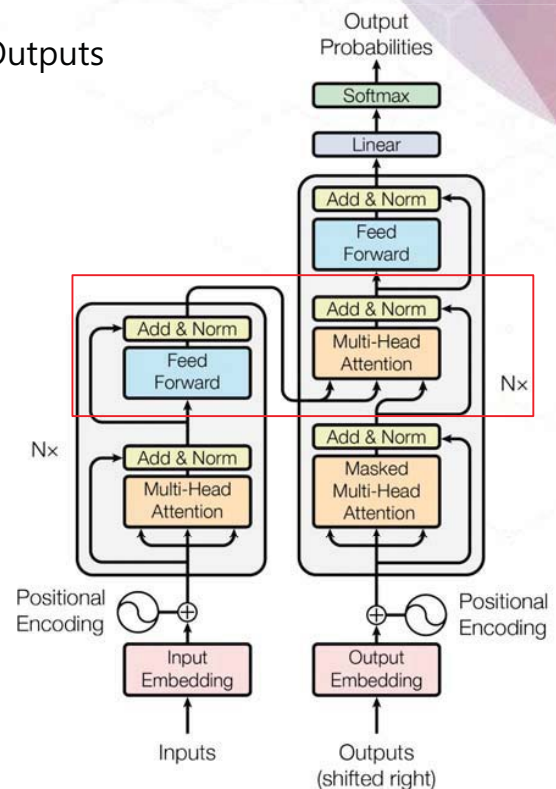 Outputs
Output
Probabilities
Softmax
Linear
Add & Norm
Feed
Forward
Add & Norm
Multi-Head
Attention
N×
Add & Norm
Masked
Multi-Head
Attention
Add & Norm
Feed
Forward
N×
Add & Norm
Multi-Head
Attention
Positional
Encoding
Positional
Encoding
Input
Embedding
Output
Embedding
Inputs
Outputs
(shifted right)